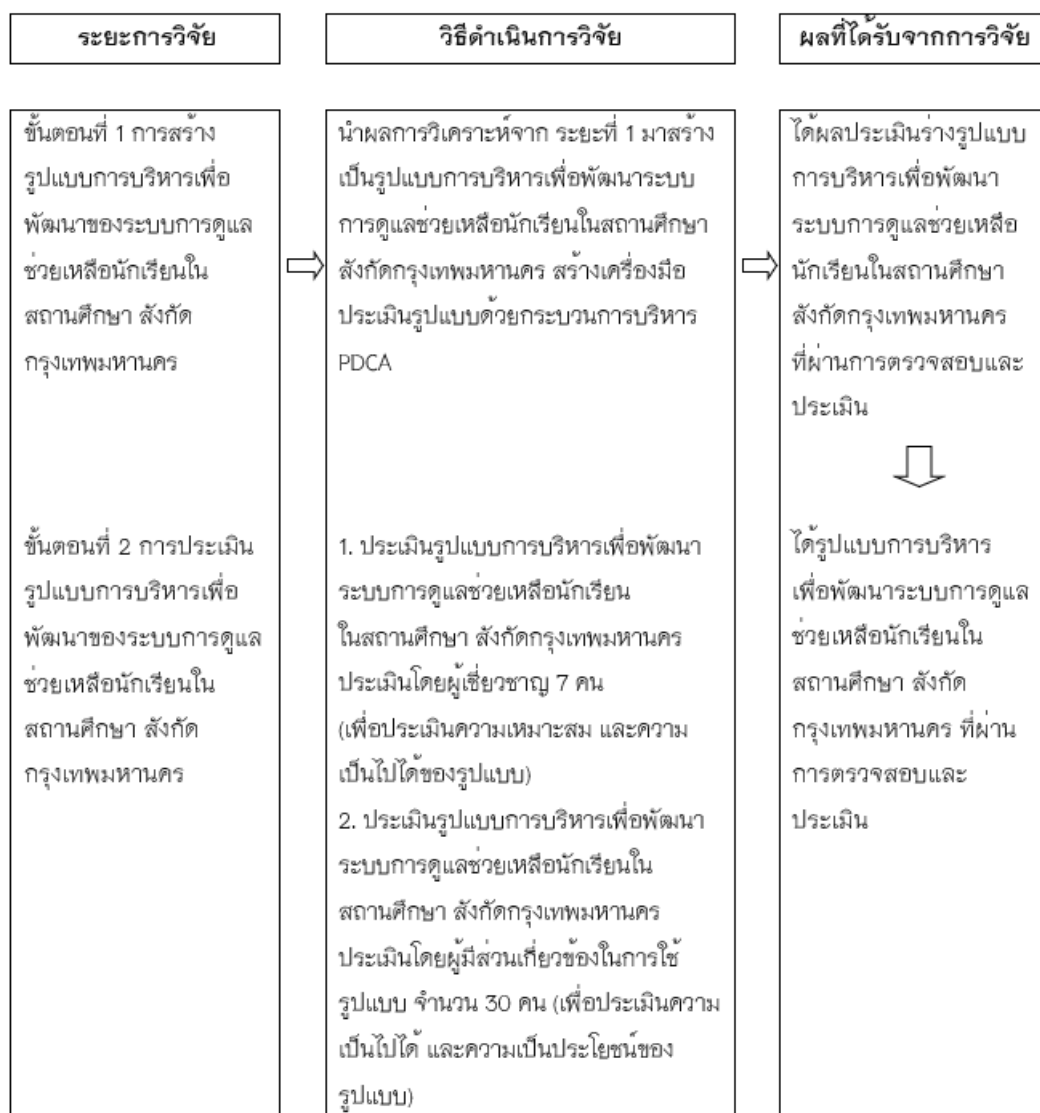 ระยะการวิจัย
วิธีดำเนินการวิจัย
ผลที่ได้รับจากการวิจัย
ขั้นตอนที่ 1 การสร้าง
รูปแบบการบริหารเพื่อ
พัฒนาของระบบการดูแล
ช่วยเหลือนักเรียนใน
สถานศึกษา สังกัด
กรุงเทพมหานคร
นำผลการวิเคราะห์จาก ระยะที่ 1 มาสร้าง
เป็นรูปแบบการบริหารเพื่อพัฒนาระบบ
การดูแลช่วยเหลือนักเรียนในสถานศึกษา
สังกัดกรุงเทพมหานคร สร้างเครื่องมือ
ประเมินรูปแบบด้วยกระบวนการบริหาร
PDCA
ได้ผลประเมินร่างรูปแบบ
การบริหารเพื่อพัฒนา
ระบบการดูแลช่วยเหลือ
นักเรียนในสถานศึกษา
สังกัดกรุงเทพมหานคร
ที่ผ่านการตรวจสอบและ
ประเมิน
ขั้นตอนที่ 2 การประเมิน
รูปแบบการบริหารเพื่อ
พัฒนาของระบบการดูแล
ช่วยเหลือนักเรียนใน
สถานศึกษา สังกัด
กรุงเทพมหานคร
1. ประเมินรูปแบบการบริหารเพื่อพัฒนา
ระบบการดูแลช่วยเหลือนักเรียน
ในสถานศึกษา สังกัดกรุงเทพมหานคร
ประเมินโดยผู้เชี่ยวชาญ 7 คน
(เพื่อประเมินความเหมาะสม และความ
เป็นไปได้ของรูปแบบ)
2. ประเมินรูปแบบการบริหารเพื่อพัฒนา
ระบบการดูแลช่วยเหลือนักเรียนใน
สถานศึกษา สังกัดกรุงเทพมหานคร
ประเมินโดยผู้มีส่วนเกี่ยวข้องในการใช้
รูปแบบ จำนวน 30 คน (เพื่อประเมินความ
เป็นไปได้ และความเป็นประโยชน์ของ
รูปแบบ)
ได้รูปแบบการบริหาร
เพื่อพัฒนาระบบการดูแล
ช่วยเหลือนักเรียนใน
สถานศึกษา สังกัด
กรุงเทพมหานคร ที่ผ่าน
การตรวจสอบและ
ประเมิน